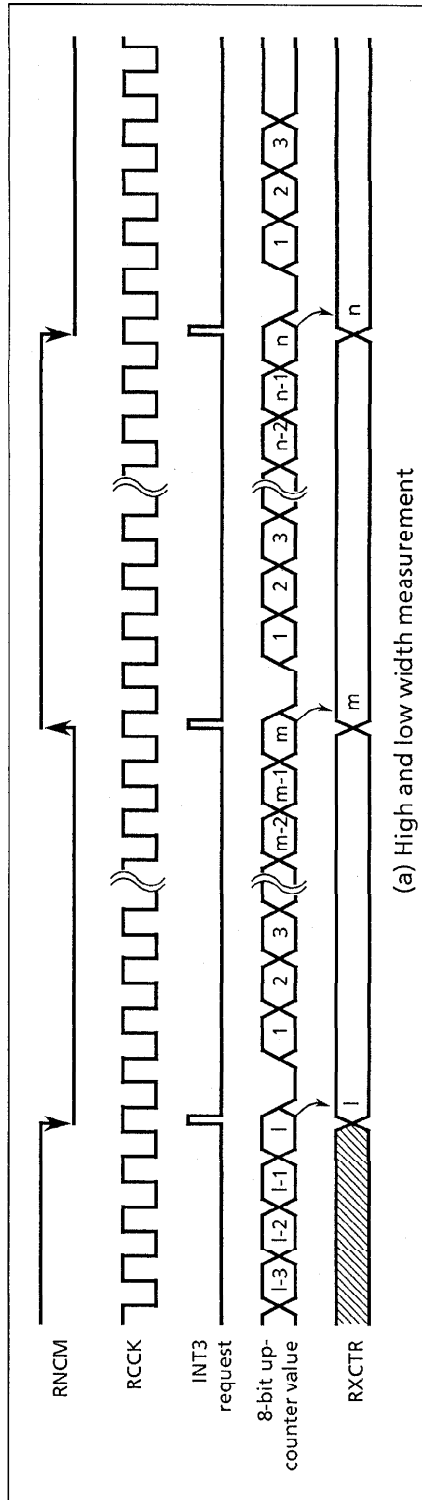 RNCM
RCCK
INT3
request
8-bit up-
counter value
l-3 l-2 l-1 l 1 2 3 m-2 m-1 m 1 2 3 n-2 n-1 n 1 2 3
RXCTR
l m n
(a) High and low width measurement